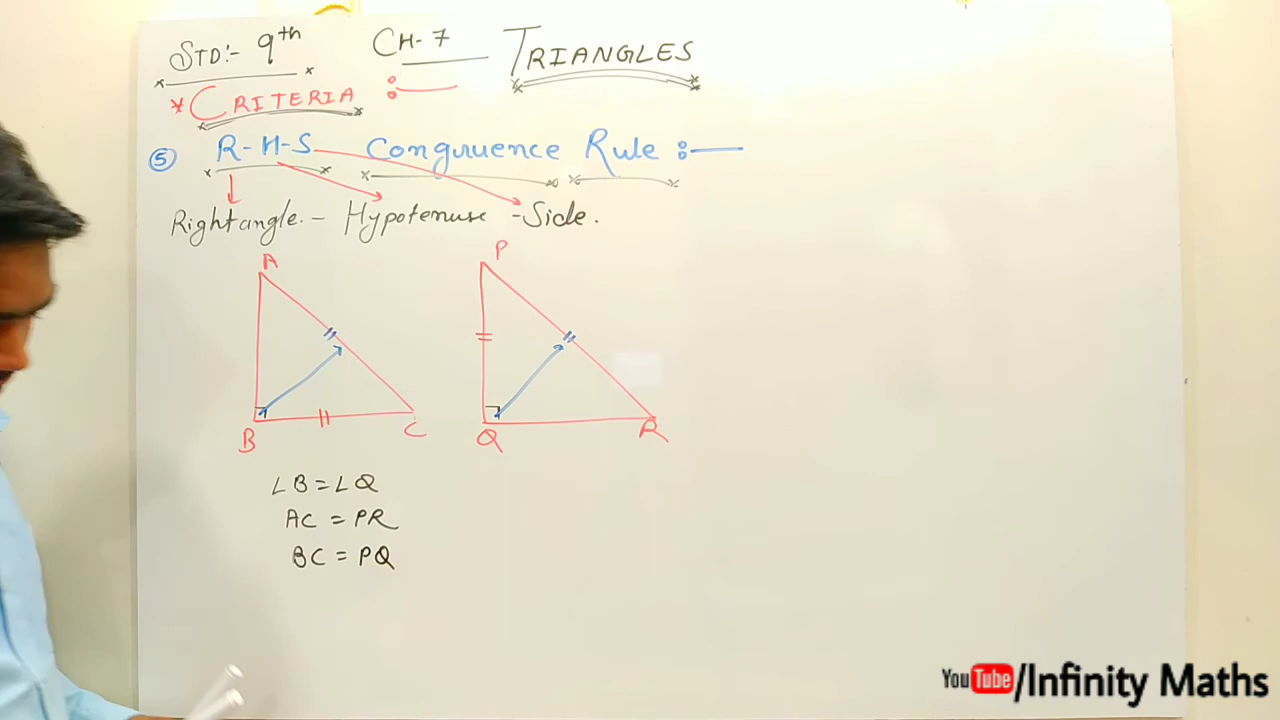 STD:- 9th CH-7 TRIANGLES
* CRITERIA :-
⑤ R-H-S Congruence Rule :-
Rightangle. - Hypotenuse - Side.
A
P
B
C
Q
R
∠B = ∠Q
AC = PR
BC = PQ
YouTube/Infinity Maths